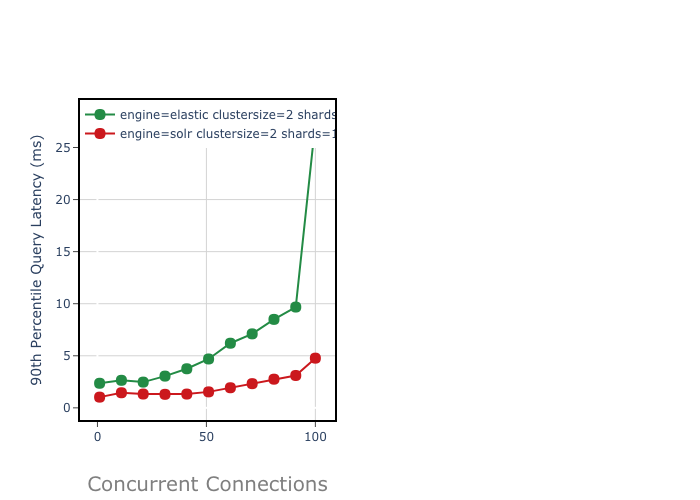 engine=elastic clustersize=2 shards
engine=solr clustersize=2 shards=1
90th Percentile Query Latency (ms)
25
20
15
10
5
0
0 50 100
Concurrent Connections